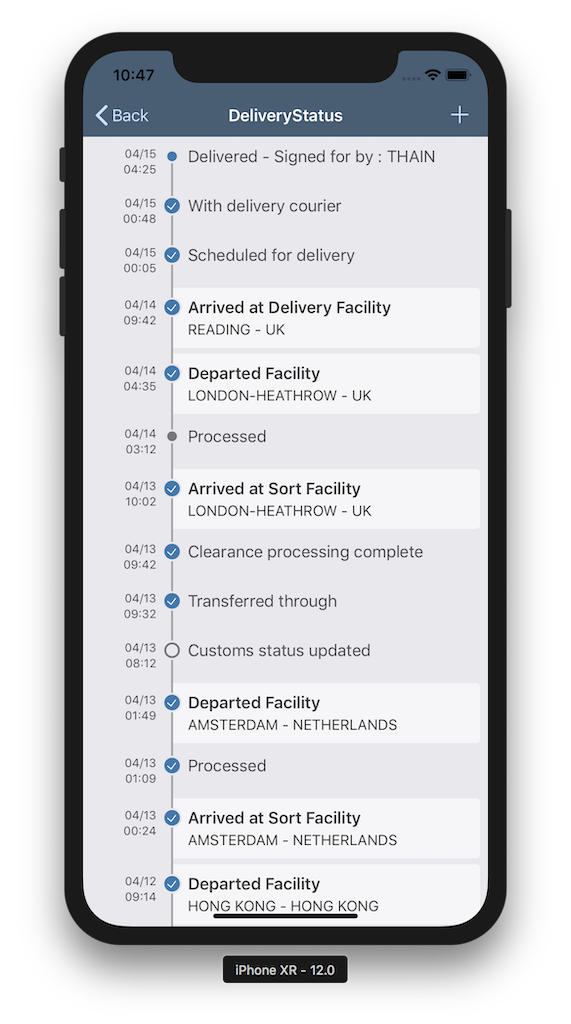 10:47
Back
DeliveryStatus
04/15
04:25
Delivered - Signed for by : THAIN
04/15
00:48
With delivery courier
04/15
00:05
Scheduled for delivery
04/14
09:42
Arrived at Delivery Facility
READING - UK
04/14
04:35
Departed Facility
LONDON-HEATHROW - UK
04/14
03:12
Processed
04/13
10:02
Arrived at Sort Facility
LONDON-HEATHROW - UK
04/13
09:42
Clearance processing complete
04/13
09:32
Transferred through
04/13
08:12
Customs status updated
04/13
01:49
Departed Facility
AMSTERDAM - NETHERLANDS
04/13
01:09
Processed
04/13
00:24
Arrived at Sort Facility
AMSTERDAM - NETHERLANDS
04/12
09:14
Departed Facility
HONG KONG - HONG KONG
iPhone XR - 12.0